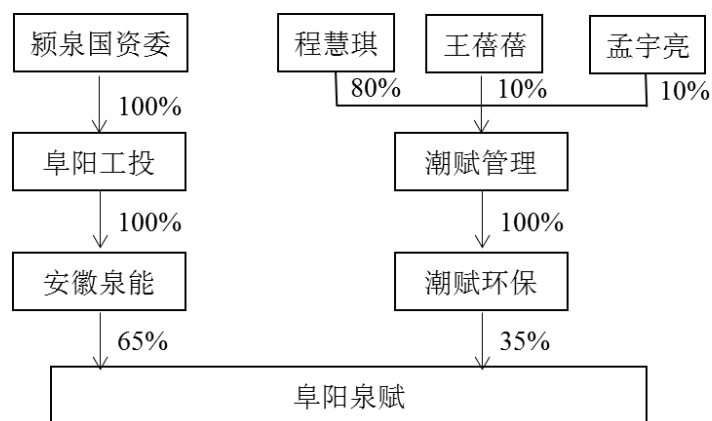 颍泉国资委
程慧琪
王蓓蓓
孟宇亮
100%
80%
10%
10%
阜阳工投
潮赋管理
100%
100%
安徽泉能
潮赋环保
65%
35%
阜阳泉赋